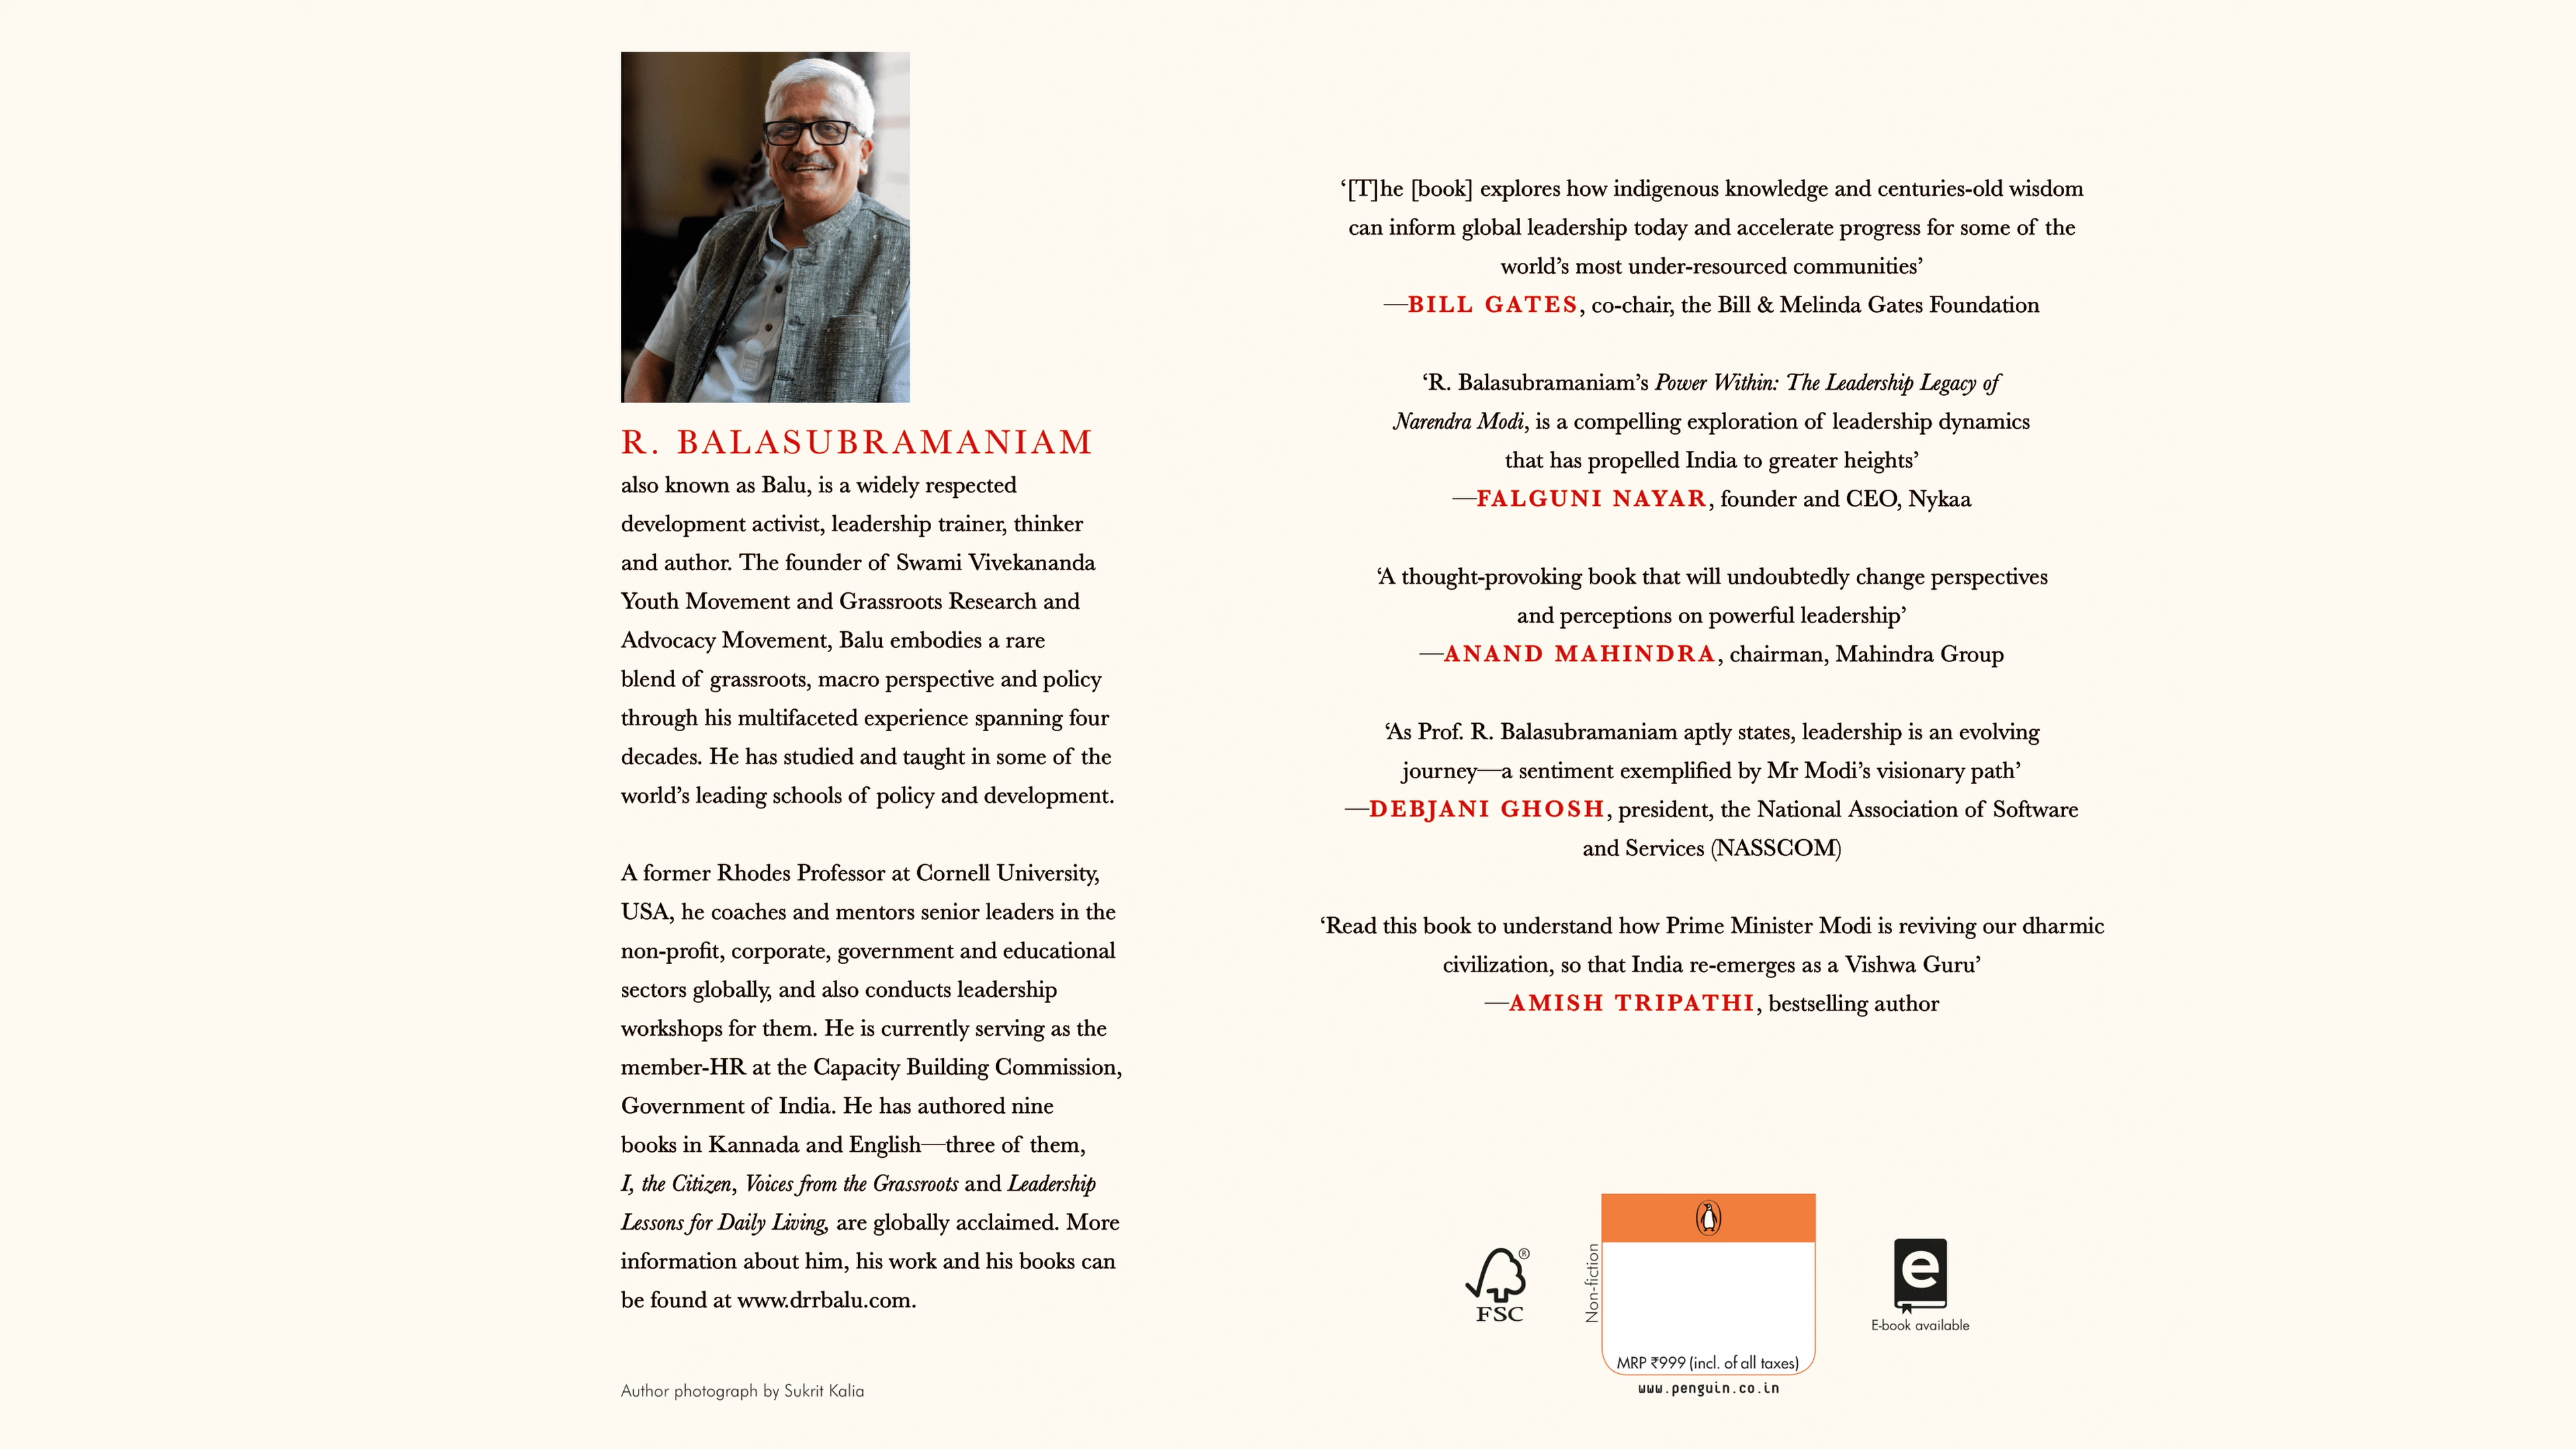 R. BALASUBRAMANIAM
also known as Balu, is a widely respected
development activist, leadership trainer, thinker
and author. The founder of Swami Vivekananda
Youth Movement and Grassroots Research and
Advocacy Movement, Balu embodies a rare
blend of grassroots, macro perspective and policy
through his multifaceted experience spanning four
decades. He has studied and taught in some of the
world’s leading schools of policy and development.
A former Rhodes Professor at Cornell University,
USA, he coaches and mentors senior leaders in the
non-profit, corporate, government and educational
sectors globally, and also conducts leadership
workshops for them. He is currently serving as the
member-HR at the Capacity Building Commission,
Government of India. He has authored nine
books in Kannada and English—three of them,
I, the Citizen, Voices from the Grassroots and Leadership
Lessons for Daily Living, are globally acclaimed. More
information about him, his work and his books can
be found at www.drrbalu.com.
Author photograph by Sukrit Kalia
‘[T]he [book] explores how indigenous knowledge and centuries-old wisdom
can inform global leadership today and accelerate progress for some of the
world’s most under-resourced communities’
—BILL GATES, co-chair, the Bill & Melinda Gates Foundation
‘R. Balasubramaniam’s Power Within: The Leadership Legacy of
Narendra Modi, is a compelling exploration of leadership dynamics
that has propelled India to greater heights’
—FALGUNI NAYAR, founder and CEO, Nykaa
‘A thought-provoking book that will undoubtedly change perspectives
and perceptions on powerful leadership’
—ANAND MAHINDRA, chairman, Mahindra Group
‘As Prof. R. Balasubramaniam aptly states, leadership is an evolving
journey—a sentiment exemplified by Mr Modi’s visionary path’
—DEBJANI GHOSH, president, the National Association of Software
and Services (NASSCOM)
‘Read this book to understand how Prime Minister Modi is reviving our dharmic
civilization, so that India re-emerges as a Vishwa Guru’
—AMISH TRIPATHI, bestselling author
®
FSC
Non-fiction
MRP ₹999 (incl. of all taxes)
www.penguin.co.in
e
E-book available